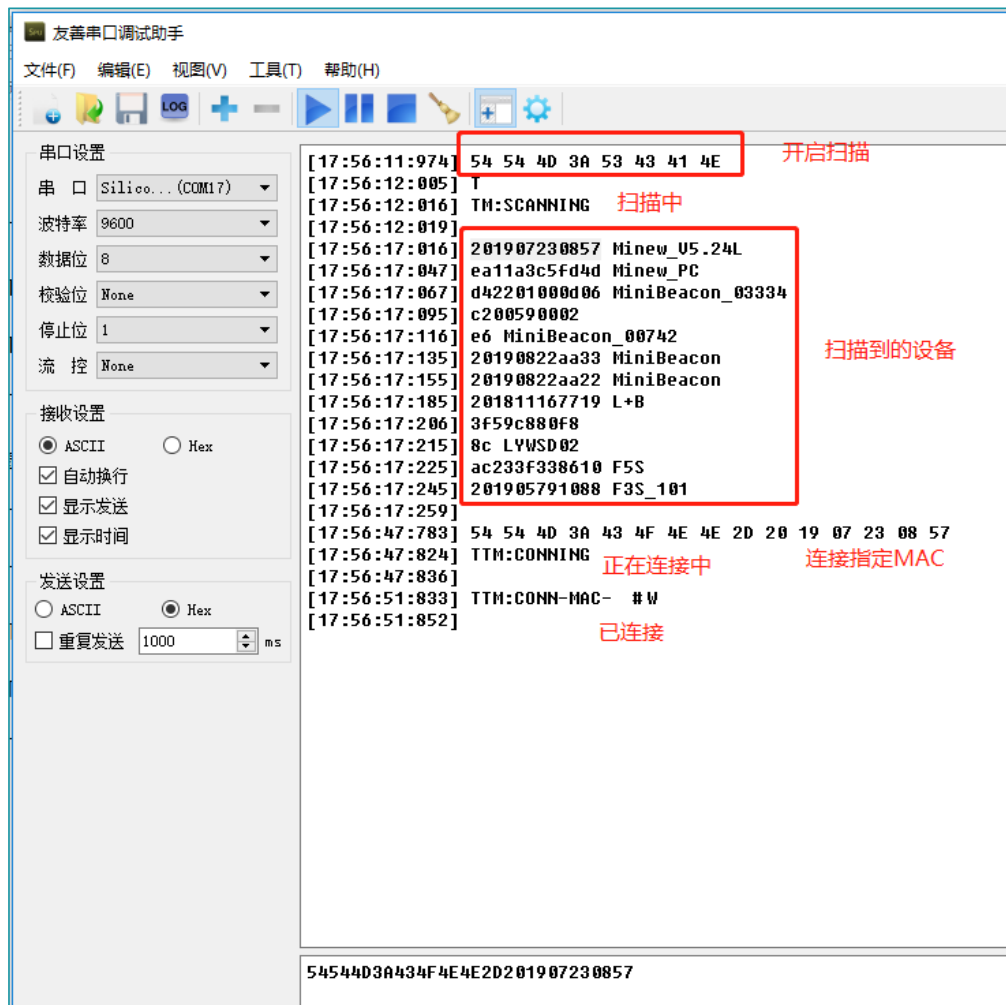 友善串口调试助手
文件(F) 编辑(E) 视图(V) 工具(T) 帮助(H)
LOG
串口设置
串 口 Silico...(COM17)
波特率 9600
数据位 8
校验位 None
停止位 1
流 控 None
接收设置
ASCII Hex
自动换行
显示发送
显示时间
发送设置
ASCII Hex
重复发送 1000 ms
[17:56:11:974] 54 54 4D 3A 53 43 41 4E 开启扫描
[17:56:12:005] T
[17:56:12:016] TM:SCANNING 扫描中
[17:56:12:019]
[17:56:17:016] 201907230857 Minew_V5.24L
[17:56:17:047] ea11a3c5fd4d Minew_PC
[17:56:17:067] d42201000d06 MiniBeacon_03334
[17:56:17:095] c200590002
[17:56:17:116] e6 MiniBeacon_00742
[17:56:17:135] 20190822aa33 MiniBeacon
扫描到的设备
[17:56:17:155] 20190822aa22 MiniBeacon
[17:56:17:185] 201811167719 L+B
[17:56:17:206] 3f59c880f8
[17:56:17:215] 8c LYWSD02
[17:56:17:225] ac233f338610 F5S
[17:56:17:245] 201905791088 F3S_101
[17:56:17:259]
[17:56:47:783] 54 54 4D 3A 43 4F 4E 4E 2D 20 19 07 23 08 57
[17:56:47:824] TTM:CONNING 正在连接中 连接指定MAC
[17:56:47:836]
[17:56:51:833] TTM:CONN-MAC- #W
[17:56:51:852] 已连接
54544D3A434F4E4E2D201907230857